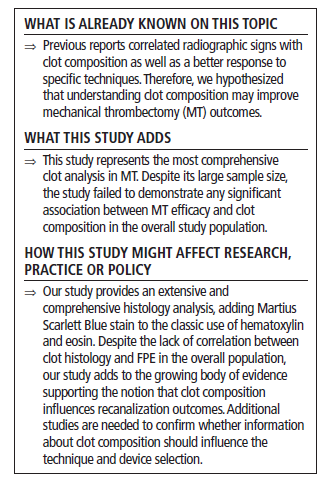 WHAT IS ALREADY KNOWN ON THIS TOPIC
⇒ Previous reports correlated radiographic signs with
clot composition as well as a better response to
specific techniques. Therefore, we hypothesized
that understanding clot composition may improve
mechanical thrombectomy (MT) outcomes.
WHAT THIS STUDY ADDS
⇒ This study represents the most comprehensive
clot analysis in MT. Despite its large sample size,
the study failed to demonstrate any significant
association between MT efficacy and clot
composition in the overall study population.
HOW THIS STUDY MIGHT AFFECT RESEARCH,
PRACTICE OR POLICY
⇒ Our study provides an extensive and
comprehensive histology analysis, adding Martius
Scarlett Blue stain to the classic use of hematoxylin
and eosin. Despite the lack of correlation between
clot histology and FPE in the overall population,
our study adds to the growing body of evidence
supporting the notion that clot composition
influences recanalization outcomes. Additional
studies are needed to confirm whether information
about clot composition should influence the
technique and device selection.